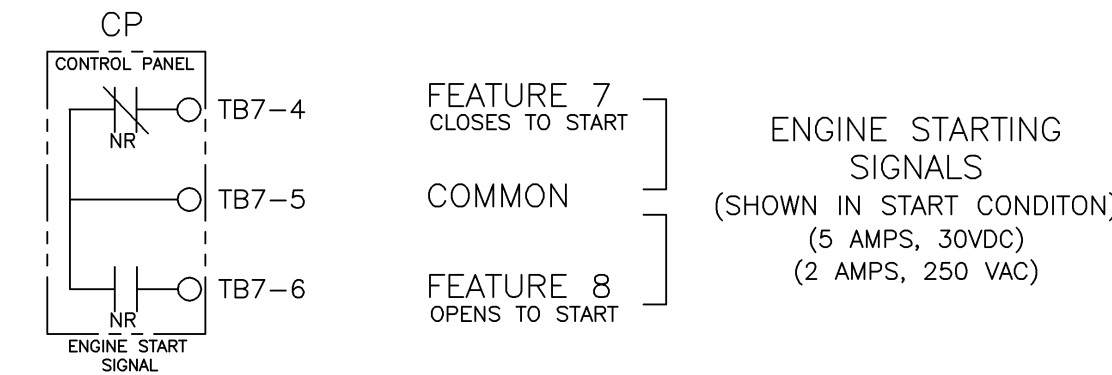 CP
CONTROL PANEL
NR
TB7-4
TB7-5
NR
TB7-6
ENGINE START
SIGNAL
FEATURE 7
CLOSES TO START
COMMON
FEATURE 8
OPENS TO START
ENGINE STARTING
SIGNALS
(SHOWN IN START CONDITON)
(5 AMPS, 30VDC)
(2 AMPS, 250 VAC)